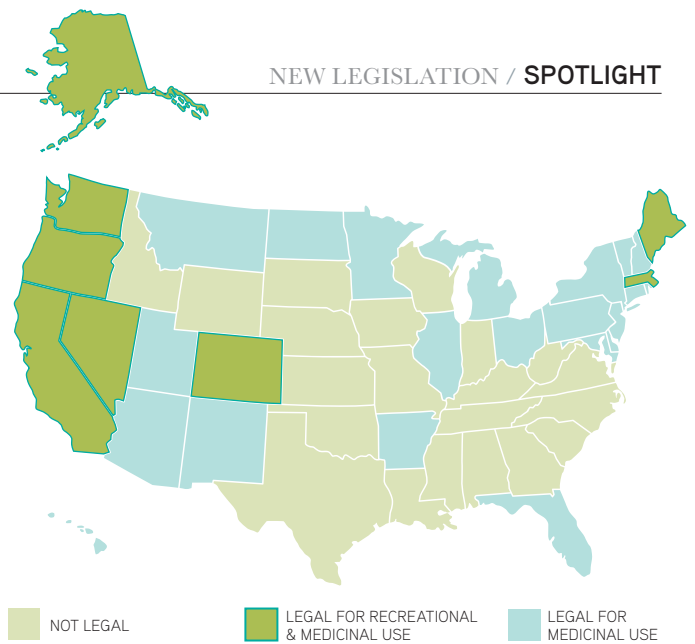 NEW LEGISLATION / SPOTLIGHT
NOT LEGAL
LEGAL FOR RECREATIONAL
& MEDICINAL USE
LEGAL FOR
MEDICINAL USE